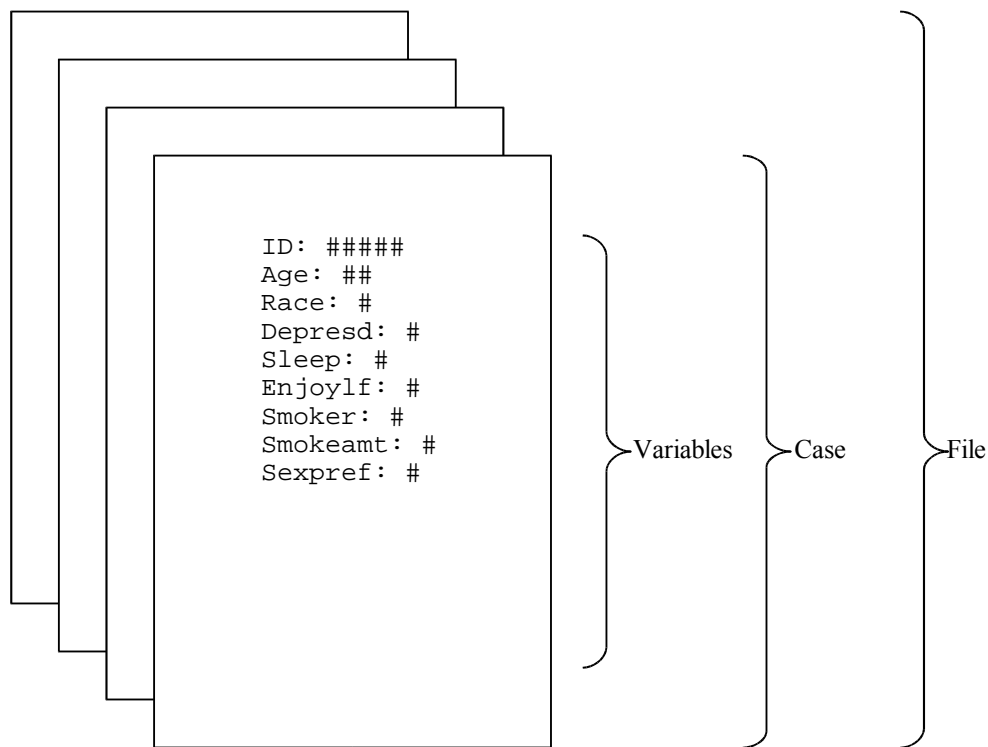 ID: #####
Age: ##
Race: #
Depresd: #
Sleep: #
Enjoylf: #
Smoker: #
Smokeamt: #
Sexpref: #
Variables
Case
File